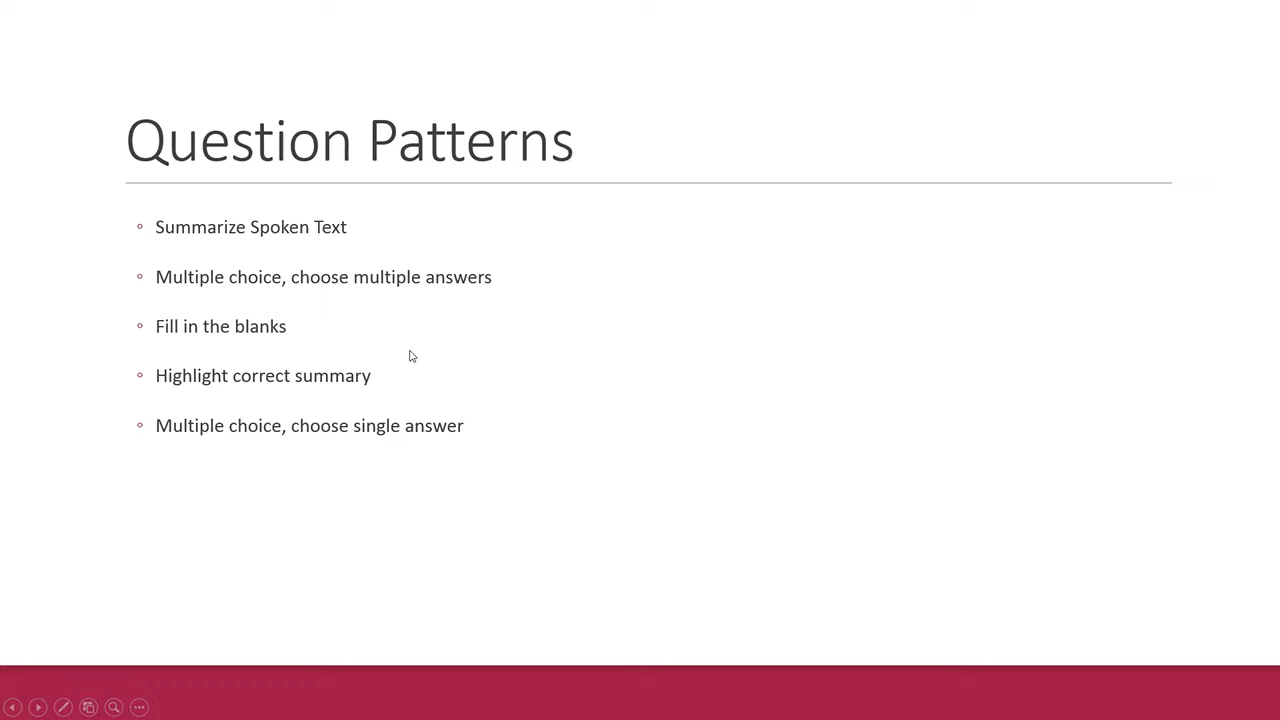 Question Patterns
Summarize Spoken Text
Multiple choice, choose multiple answers
Fill in the blanks
Highlight correct summary
Multiple choice, choose single answer